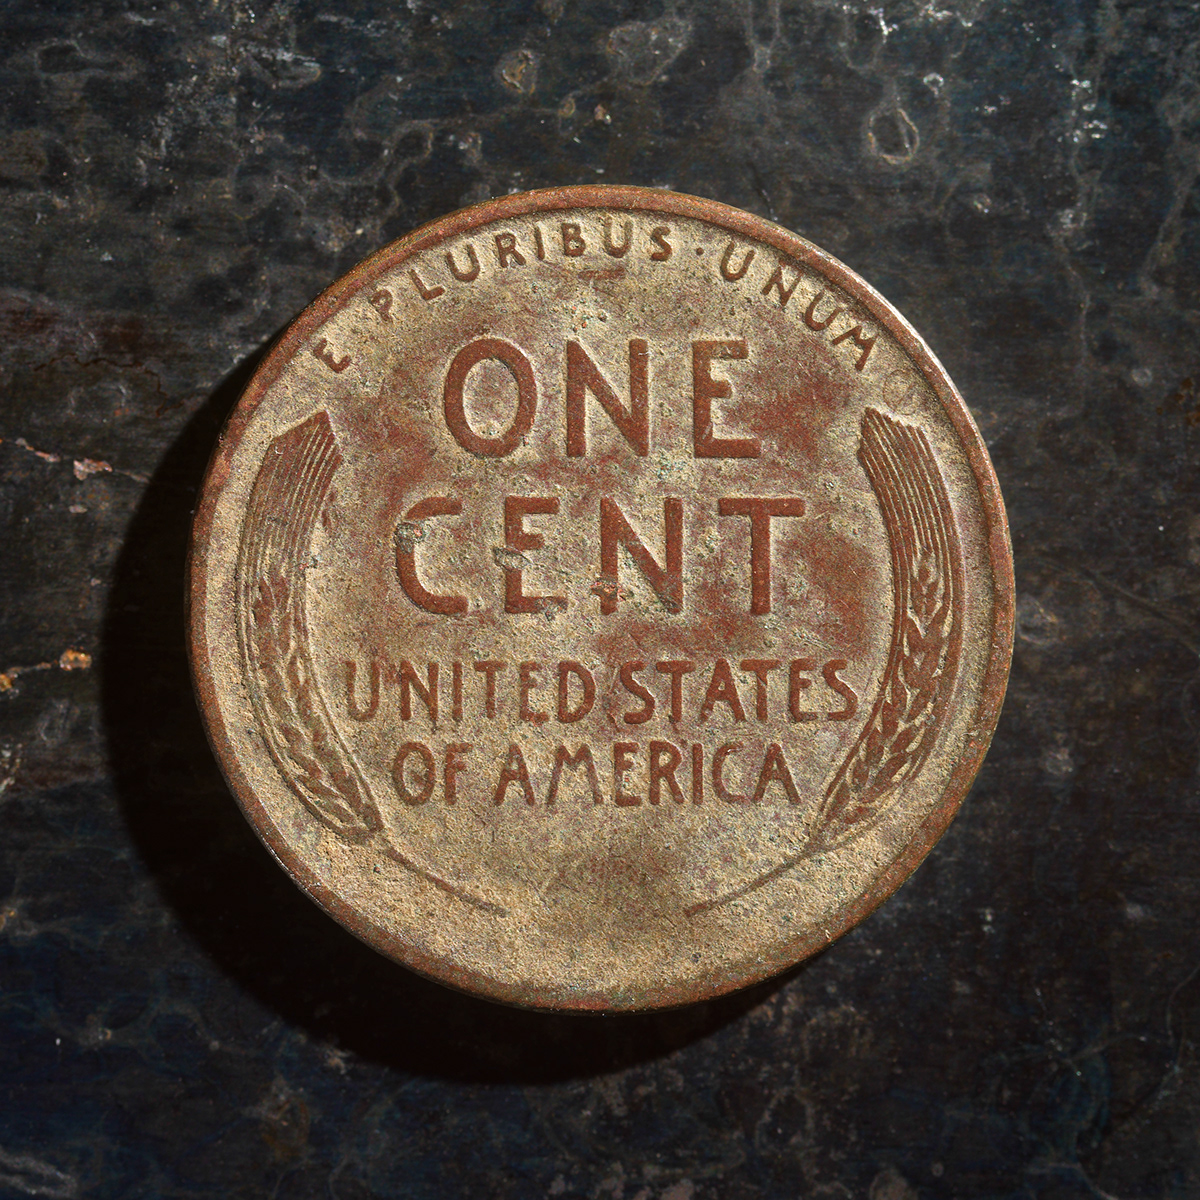 E PLURIBUS · UNUM
ONE
CENT
UNITED STATES
OF AMERICA